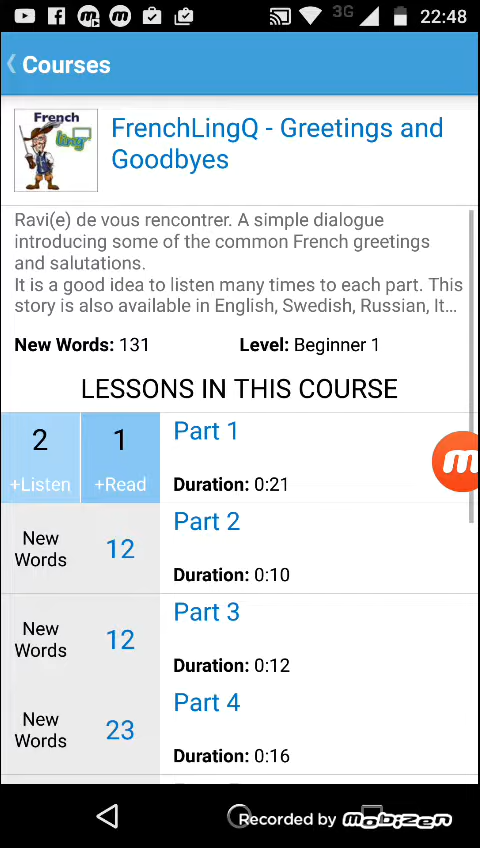 3G 22:48
Courses
French
linq
FrenchLingQ - Greetings and
Goodbyes
Ravi(e) de vous rencontrer. A simple dialogue
introducing some of the common French greetings
and salutations.
It is a good idea to listen many times to each part. This
story is also available in English, Swedish, Russian, It...
New Words: 131 Level: Beginner 1
LESSONS IN THIS COURSE
2 1 Part 1
+Listen +Read Duration: 0:21
New Words 12 Part 2
Duration: 0:10
New Words 12 Part 3
Duration: 0:12
New Words 23 Part 4
Duration: 0:16
Recorded by mobizen